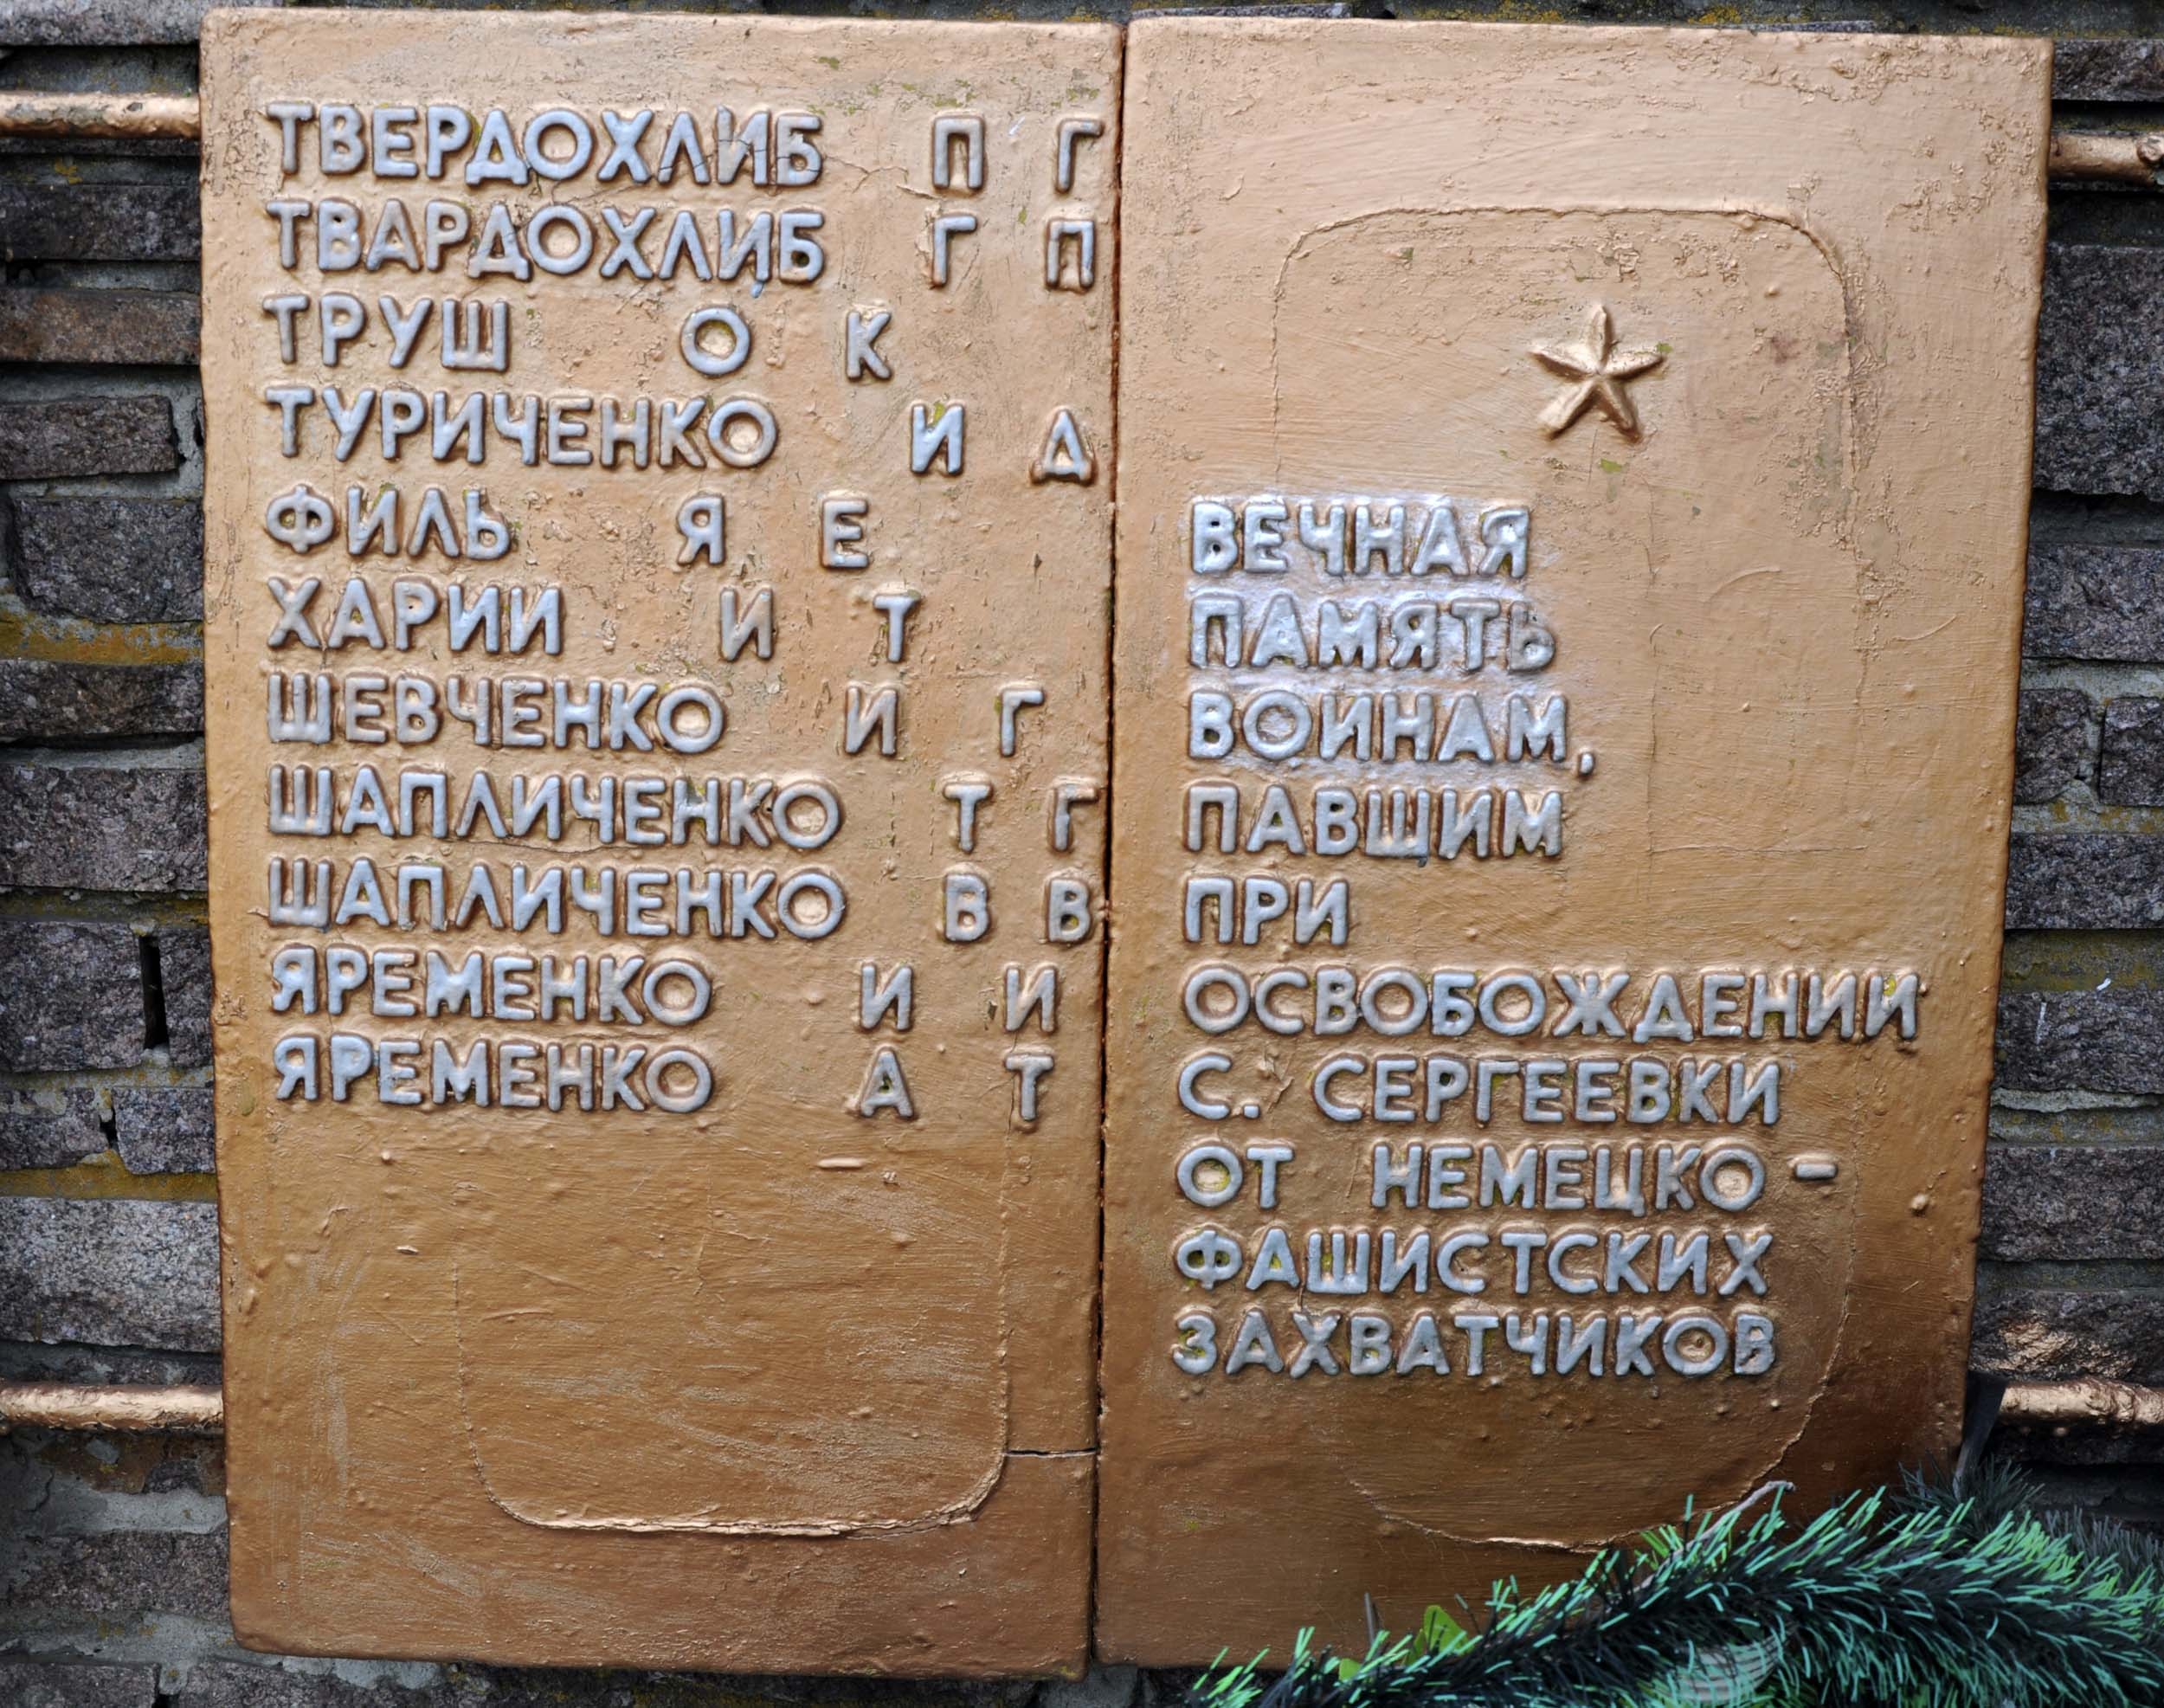 ТВЕРДОХЛИБ П Г
ТВАРДОХЛИБ Г П
ТРУШ О К
ТУРИЧЕНКО И Д
ФИЛЬ Я Е
ХАРИИ И Т
ШЕВЧЕНКО И Г
ШАПЛИЧЕНКО Т Г
ШАПЛИЧЕНКО В В
ЯРЕМЕНКО И И
ЯРЕМЕНКО А Т
ВЕЧНАЯ
ПАМЯТЬ
ВОИНАМ,
ПАВШИМ
ПРИ
ОСВОБОЖДЕНИИ
С. СЕРГЕЕВКИ
ОТ НЕМЕЦКО-
ФАШИСТСКИХ
ЗАХВАТЧИКОВ